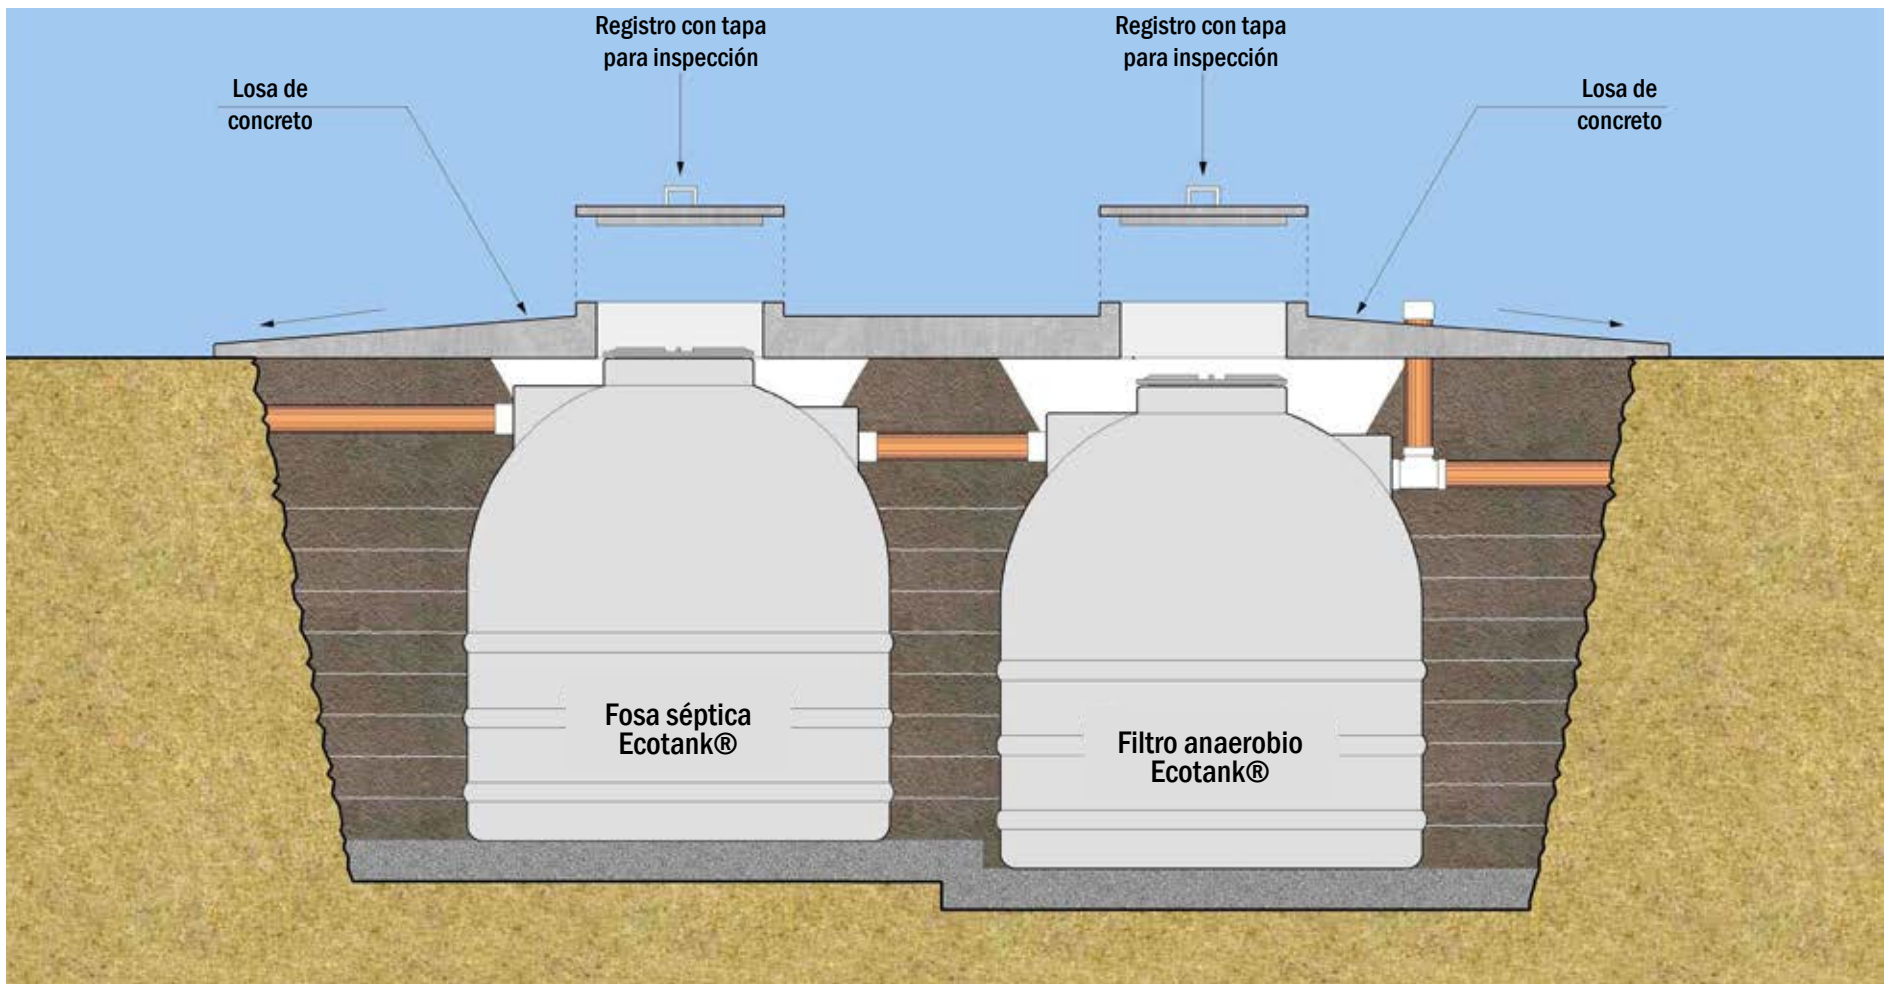 Registro con tapa
para inspección
Registro con tapa
para inspección
Losa de
concreto
Losa de
concreto
Fosa séptica
Ecotank®
Filtro anaerobio
Ecotank®